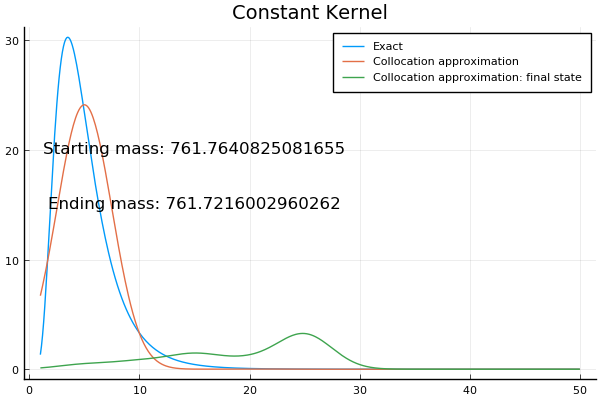 Constant Kernel
30
Exact
Collocation approximation
Collocation approximation: final state
20
Starting mass: 761.7640825081655
Ending mass: 761.7216002960262
10
0
0 10 20 30 40 50